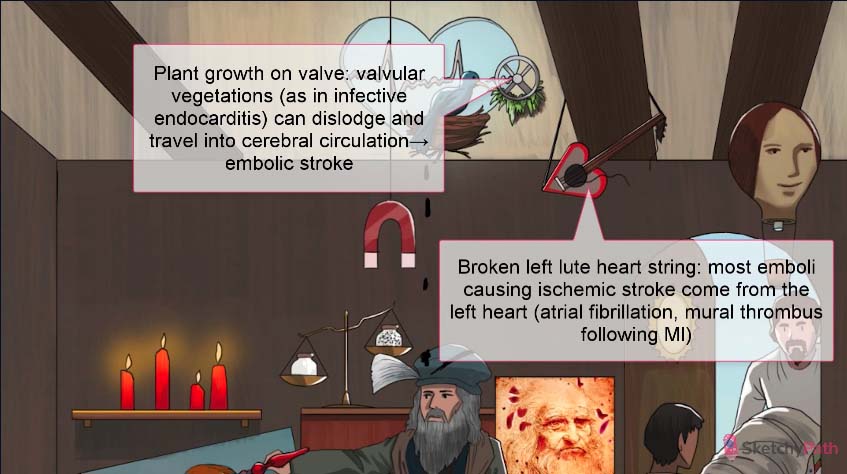 Plant growth on valve: valvular
vegetations (as in infective
endocarditis) can dislodge and
travel into cerebral circulation→
embolic stroke
Broken left lute heart string: most emboli
causing ischemic stroke come from the
left heart (atrial fibrillation, mural thrombus
following MI)
SketchyPath